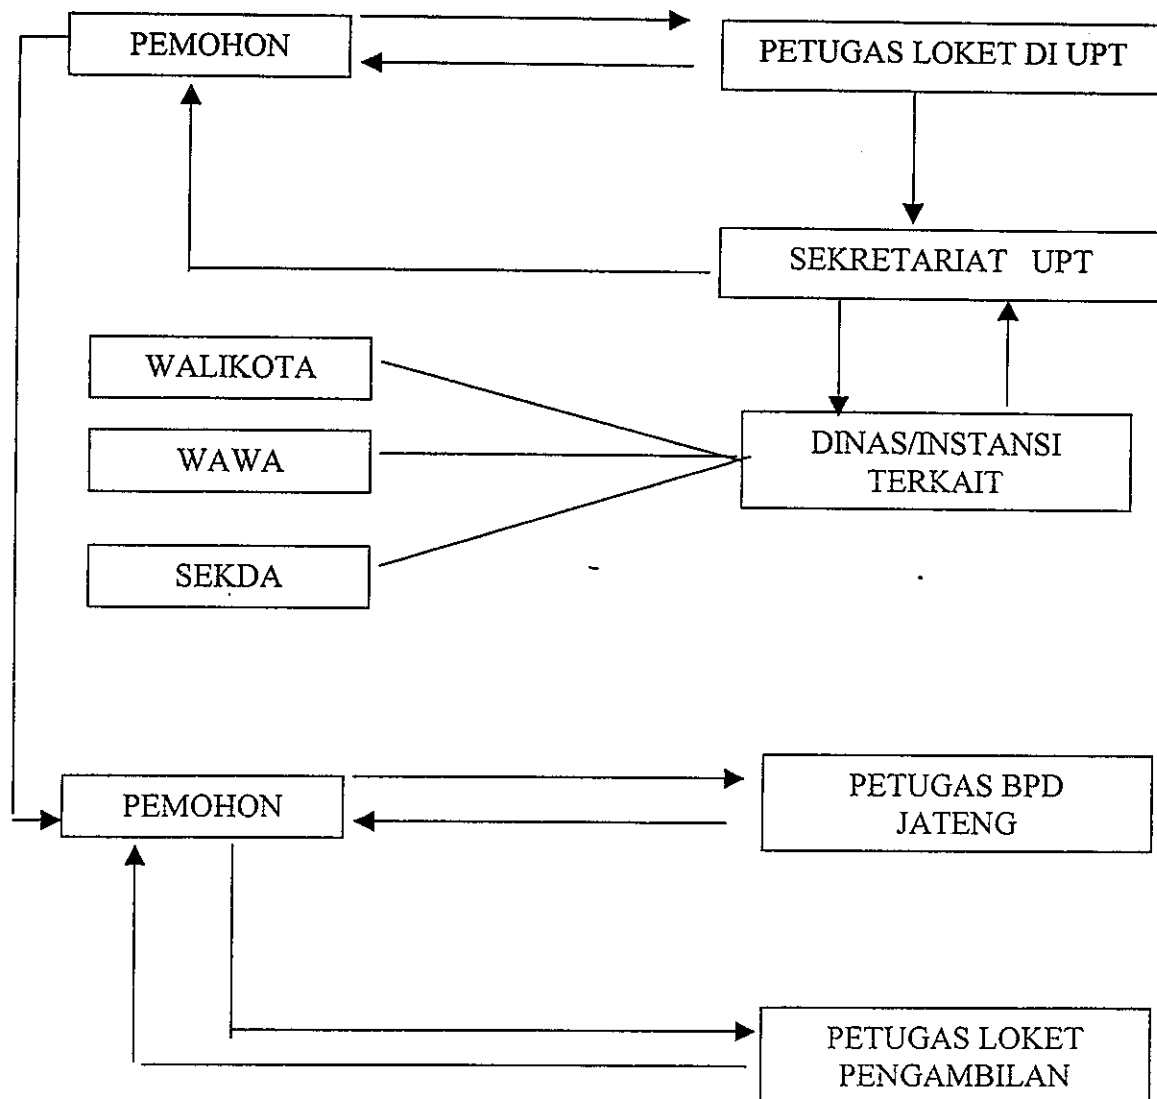 PEMOHON
PETUGAS LOKET DI UPT
SEKRETARIAT UPT
WALIKOTA
WAWA
SEKDA
DINAS/INSTANSI
TERKAIT
PEMOHON
PETUGAS BPD
JATENG
PETUGAS LOKET
PENGAMBILAN